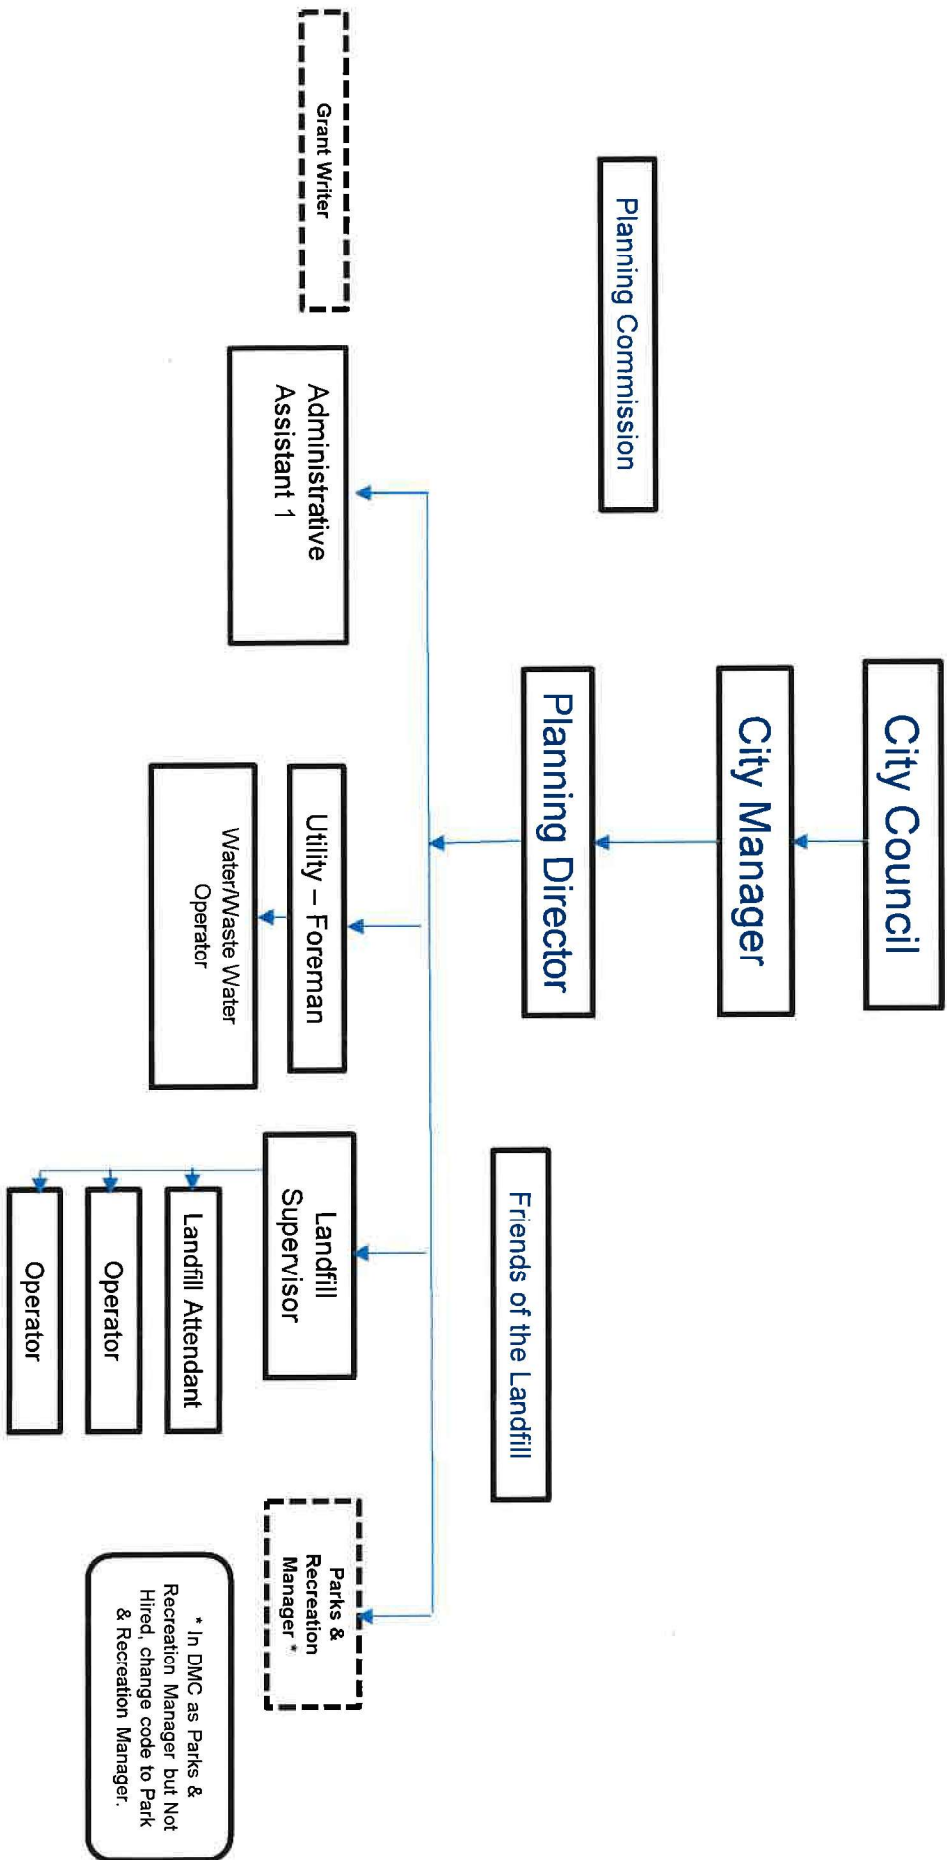 City Council
City Manager
Planning Commission
Planning Director
Friends of the Landfill
Grant Writer
Administrative
Assistant 1
Utility – Foreman
Water/Waste Water
Operator
Landfill
Supervisor
Landfill Attendant
Operator
Operator
Parks &
Recreation
Manager *
* In DMC as Parks &
Recreation Manager but Not
Hired, change code to Park
& Recreation Manager.